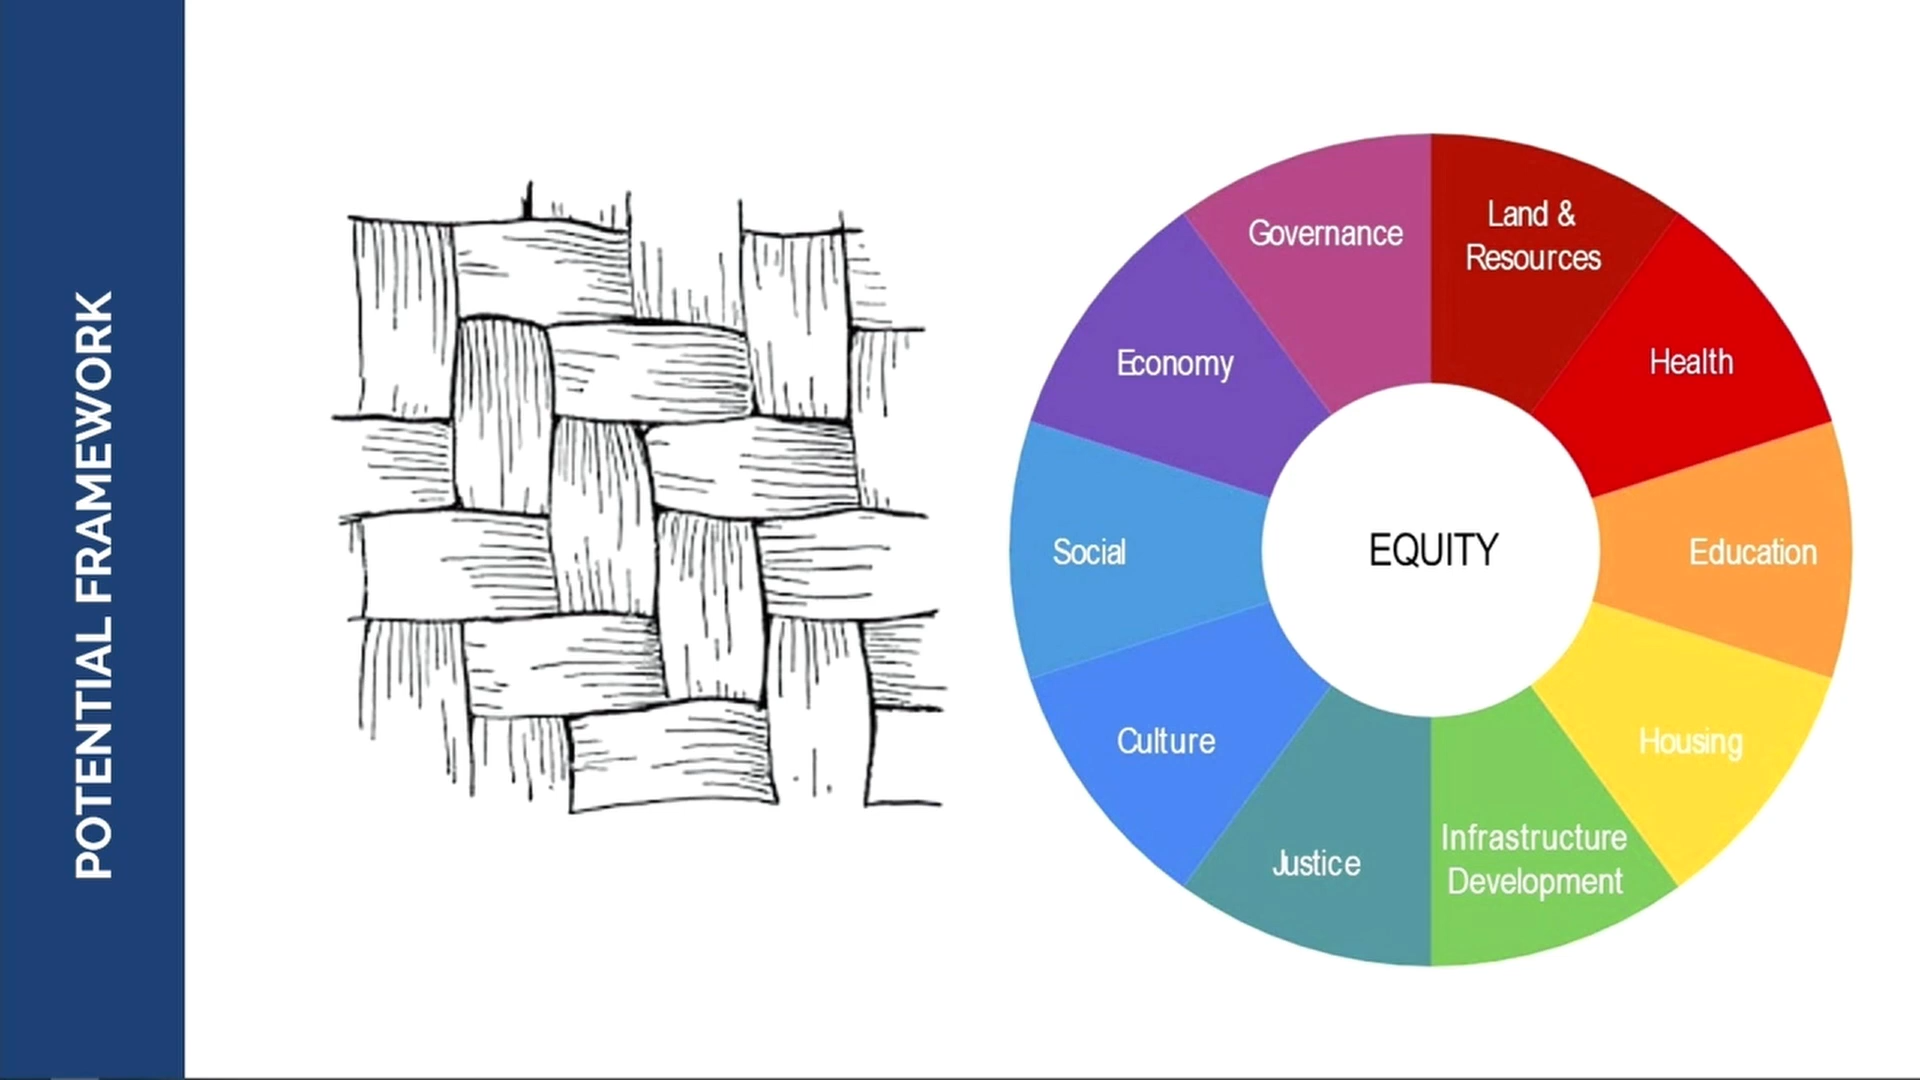 POTENTIAL FRAMEWORK
Governance
Land &
Resources
Economy
Health
Social
EQUITY
Education
Culture
Housing
Justice
Infrastructure
Development